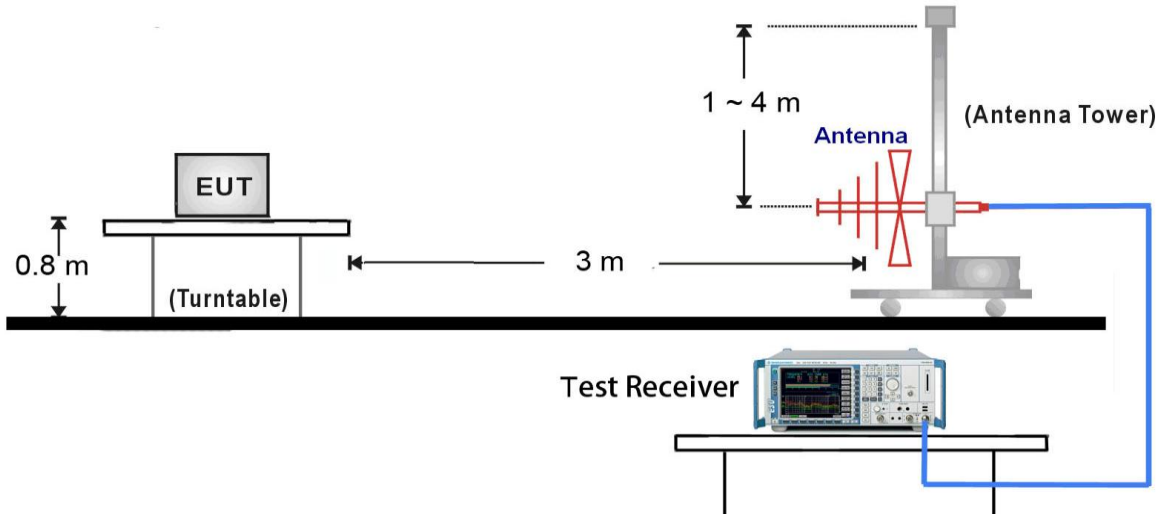 1 ~ 4 m
(Antenna Tower)
Antenna
EUT
0.8 m
3 m
(Turntable)
Test Receiver